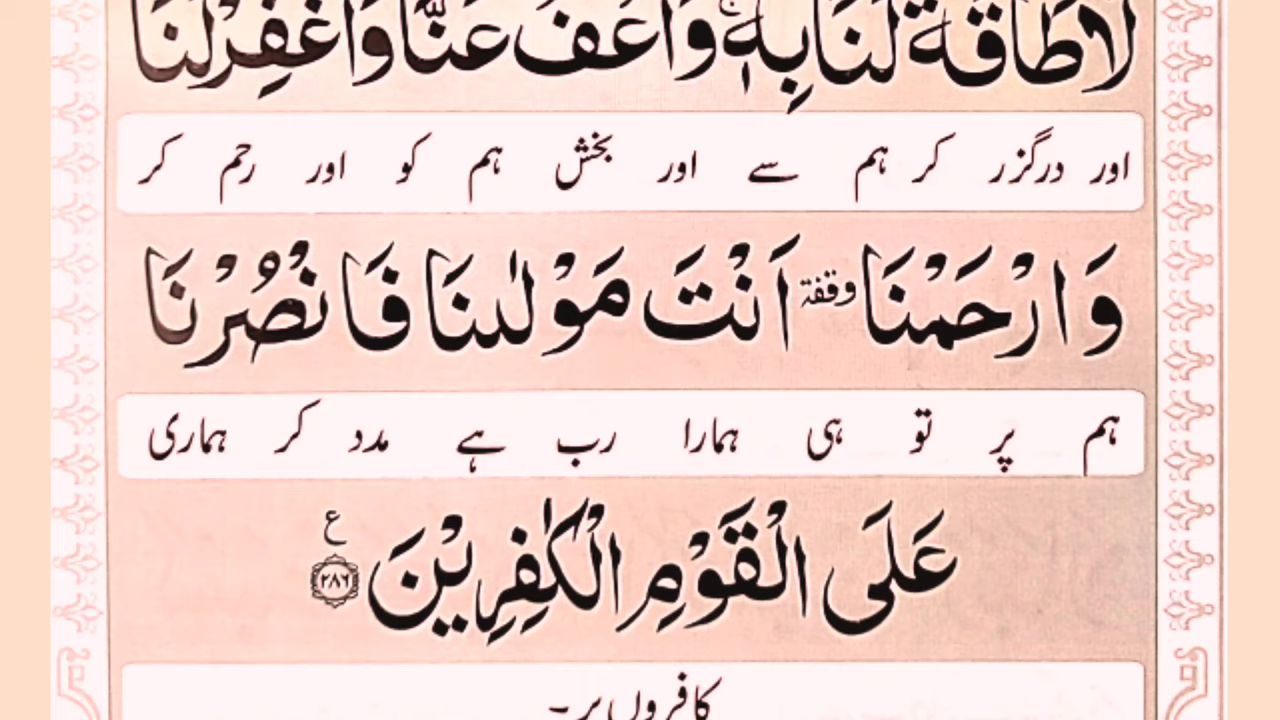 لَا طَاقَةَ لَنَا بِهٖ ۚ وَاعْفُ عَنَّا وَاغْفِرْ لَنَا
اور درگزر کر ہم سے اور بخش ہم کو اور رحم کر
وَارْحَمْنَا وقفة اَنْتَ مَوْلٰىنَا فَانْصُرْنَا
ہم پر تو ہی ہمارا رب ہے مدد کر ہماری
عَلَى الْقَوْمِ الْكٰفِرِيْنَ ﴿۲۸۶﴾ ع
کافروں پر۔